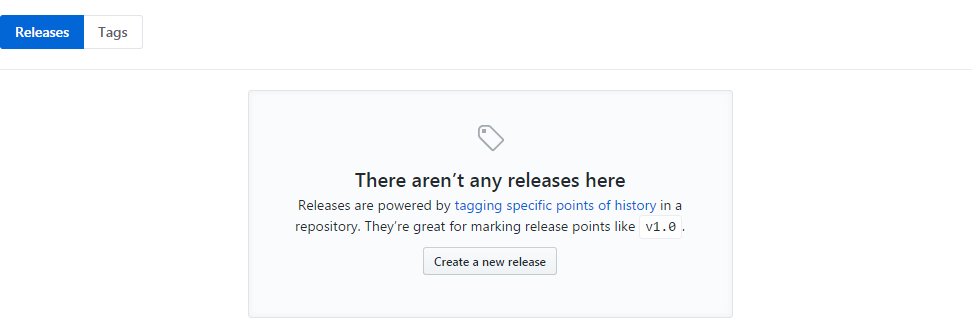 Releases Tags
There aren’t any releases here
Releases are powered by tagging specific points of history in a
repository. They’re great for marking release points like v1.0 .
Create a new release